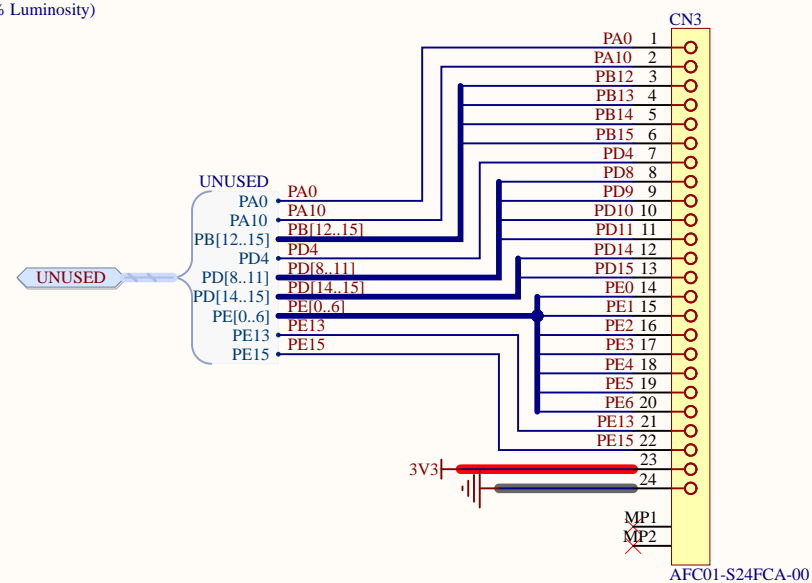 % Luminosity)
CN3
PA0 1
PA10 2
PB12 3
PB13 4
PB14 5
PB15 6
PD4 7
PD8 8
PD9 9
PD10 10
PD11 11
PD14 12
PD15 13
PE0 14
PE1 15
PE2 16
PE3 17
PE4 18
PE5 19
PE6 20
PE13 21
PE15 22
3V3 23
24
MP1
MP2
AFC01-S24FCA-00
UNUSED
UNUSED
PA0 PA0
PA10 PA10
PB[12..15] PB[12..15]
PD4 PD4
PD[8..11] PD[8..11]
PD[14..15] PD[14..15]
PE[0..6] PE[0..6]
PE13 PE13
PE15 PE15